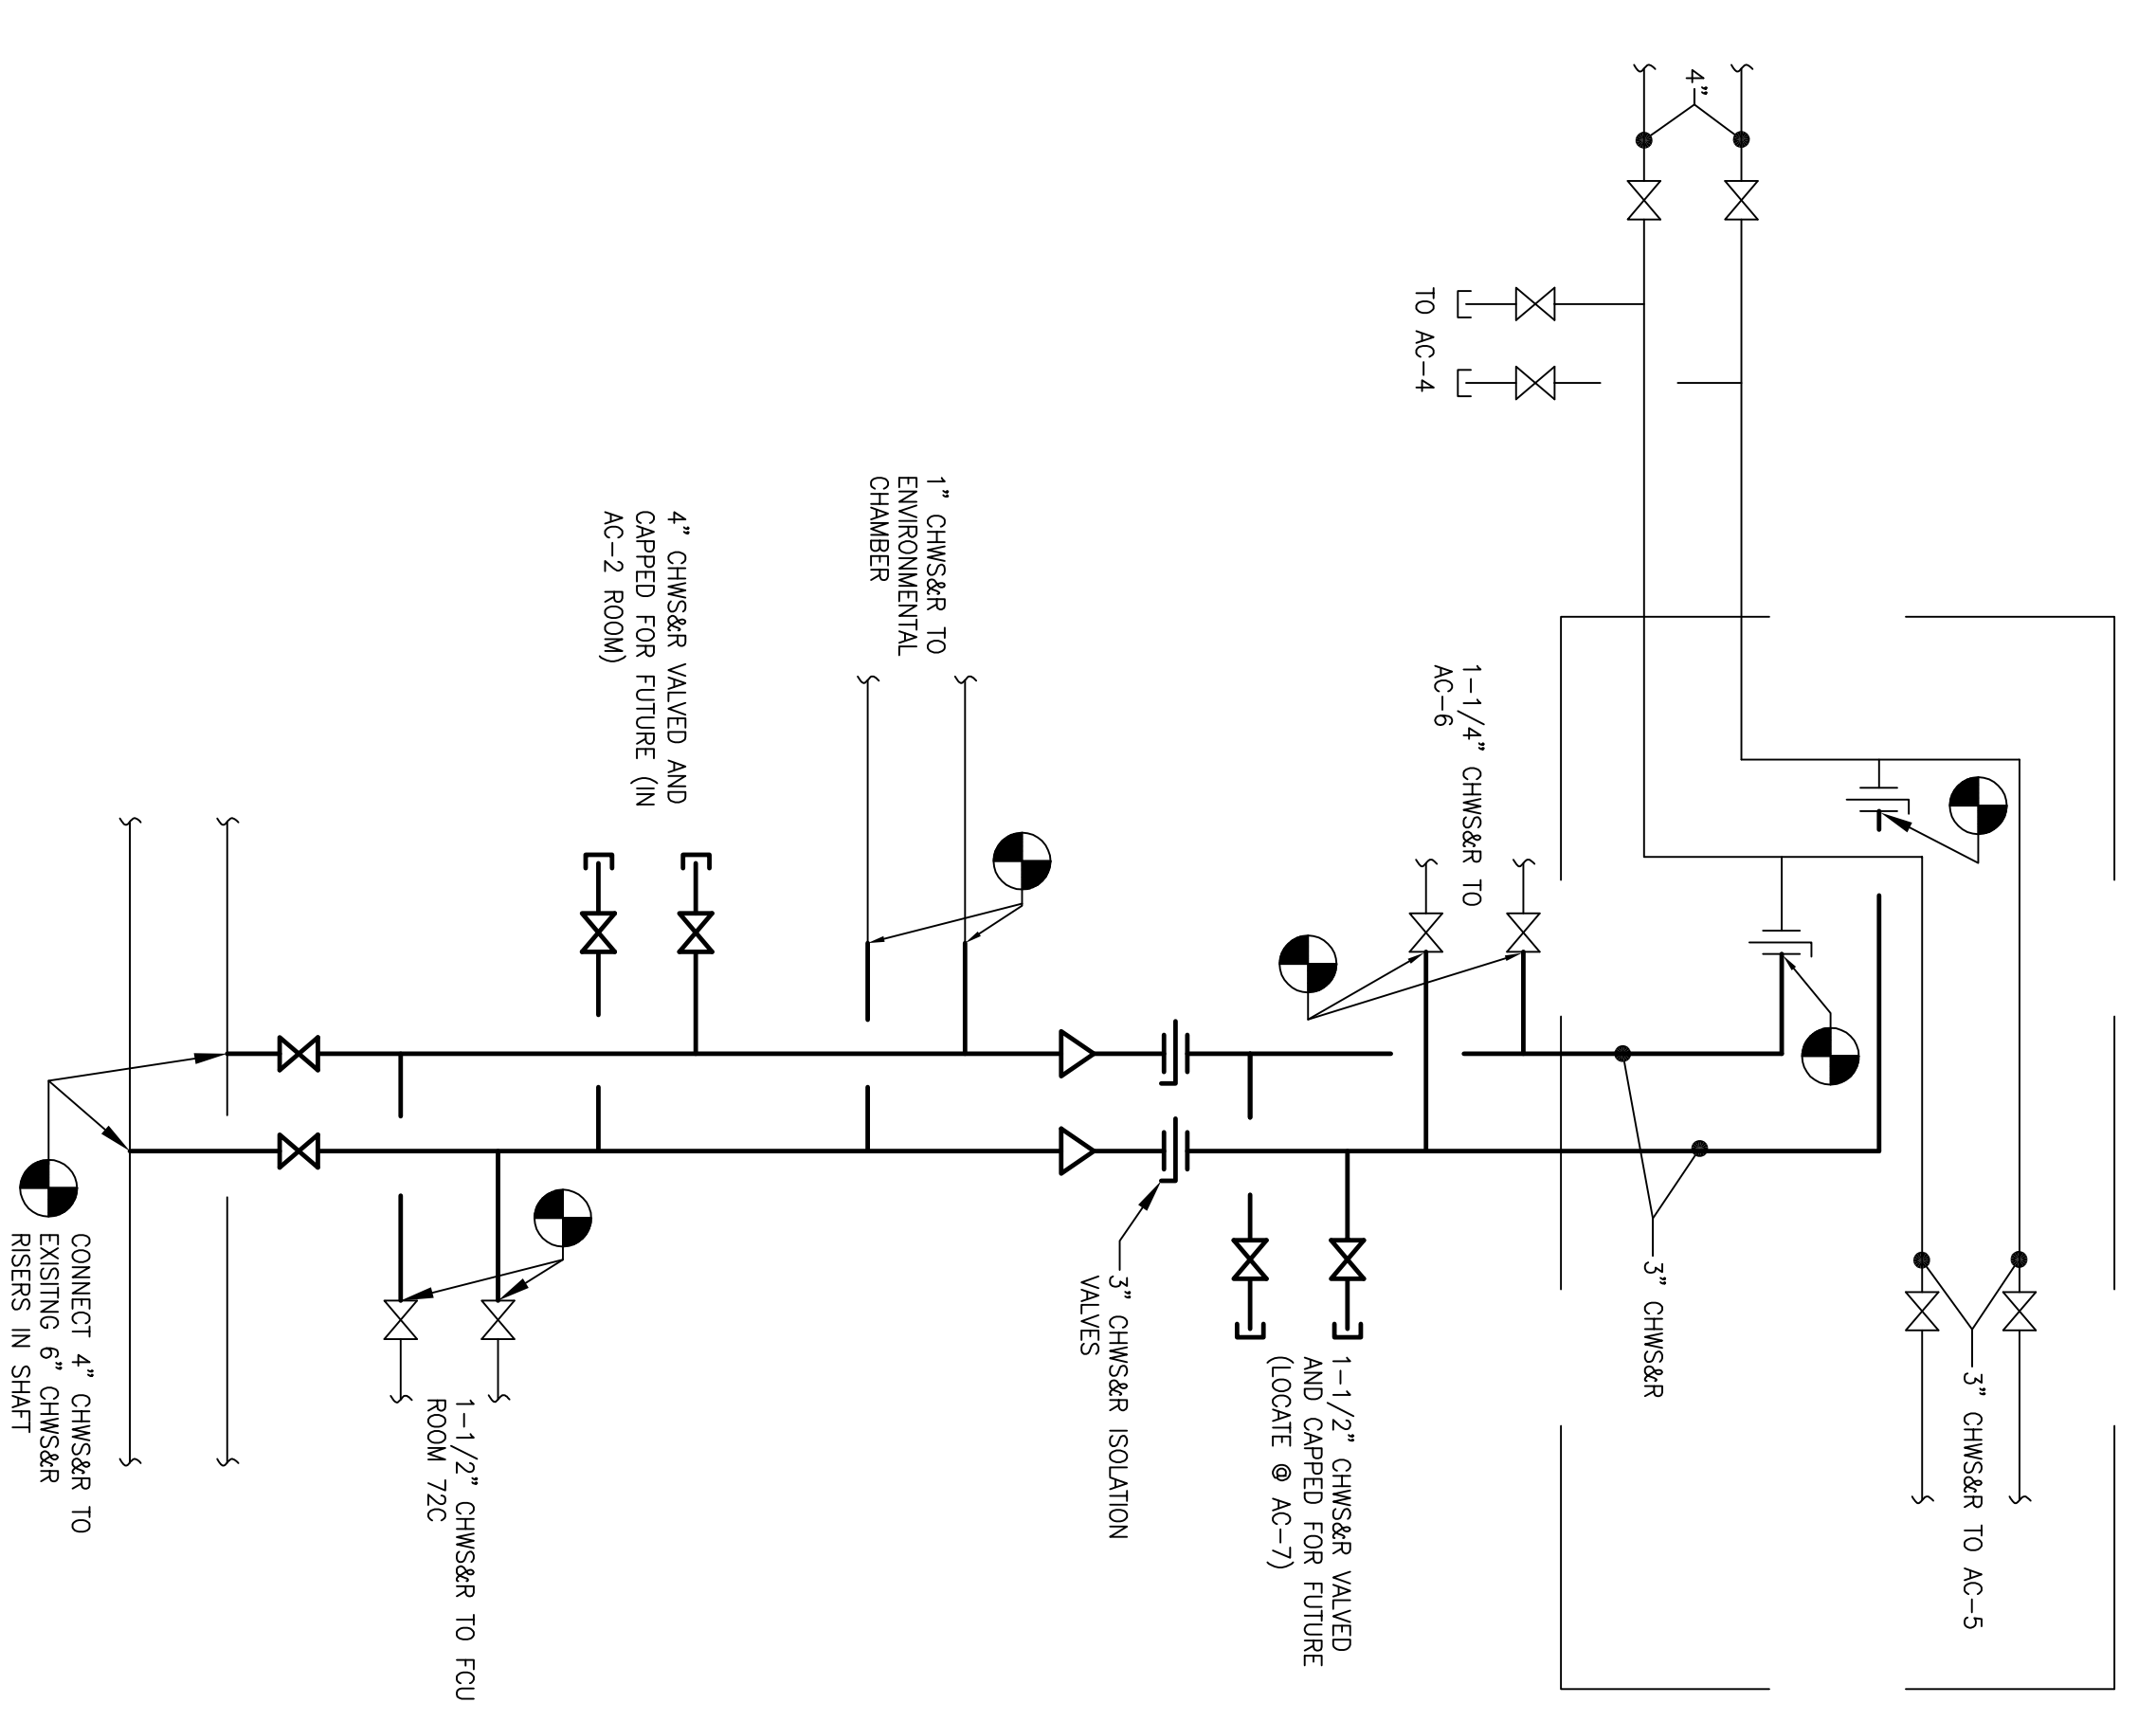 4"
TO AC-4
3" CHWS&R TO AC-5
3" CHWS&R
1-1/4" CHWS&R TO
AC-6
1-1/2" CHWS&R VALVED
AND CAPPED FOR FUTURE
(LOCATE @ AC-7)
3" CHWS&R ISOLATION
VALVES
1" CHWS&R TO
ENVIRONMENTAL
CHAMBER
4" CHWS&R VALVED AND
CAPPED FOR FUTURE (IN
AC-2 ROOM)
1-1/2" CHWS&R TO FCU
ROOM 72C
CONNECT 4" CHWS&R TO
EXISITNG 6" CHWS&R
RISERS IN SHAFT